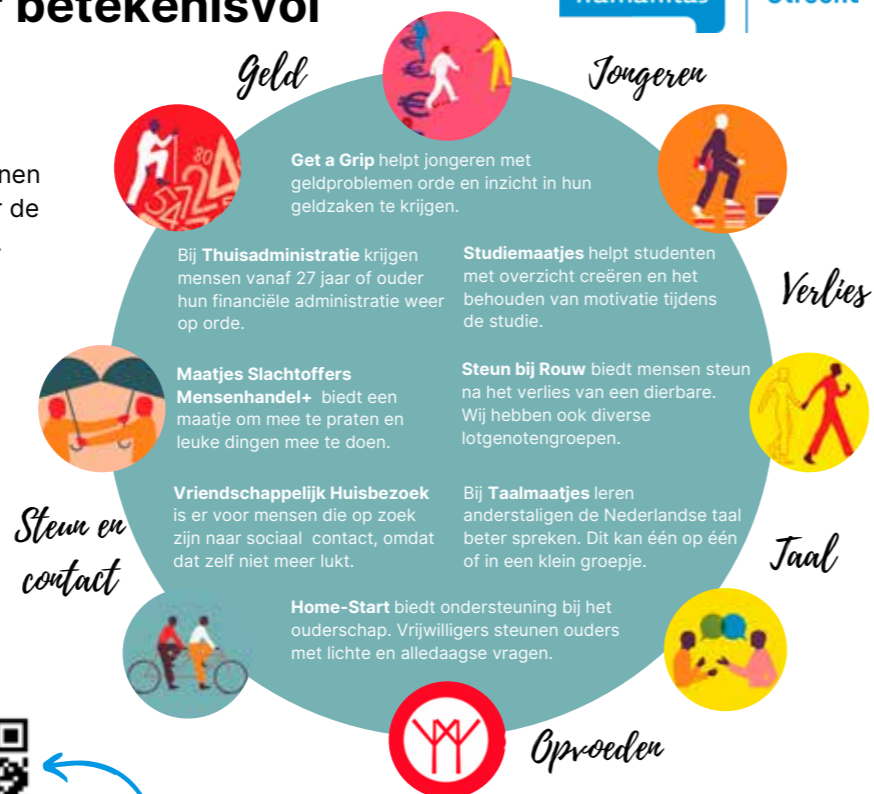 betekenisvol
Geld
Jongeren
Get a Grip helpt jongeren met
geldproblemen orde en inzicht in hun
geldzaken te krijgen.
nen
r de
Bij Thuisadministratie krijgen
mensen vanaf 27 jaar of ouder
hun financiële administratie weer
op orde.
Studiemaatjes helpt studenten
met overzicht creëren en het
behouden van motivatie tijdens
de studie.
Verlies
Maatjes Slachtoffers
Mensenhandel+ biedt een
maatje om mee te praten en
leuke dingen mee te doen.
Steun bij Rouw biedt mensen steun
na het verlies van een dierbare.
Wij hebben ook diverse
lotgenotengroepen.
Vriendschappelijk Huisbezoek
is er voor mensen die op zoek
zijn naar sociaal contact, omdat
dat zelf niet meer lukt.
Bij Taalmaatjes leren
anderstaligen de Nederlandse taal
beter spreken. Dit kan één op één
of in een klein groepje.
Steun en
contact
Taal
Home-Start biedt ondersteuning bij het
ouderschap. Vrijwilligers steunen ouders
met lichte en alledaagse vragen.
Opvoeden